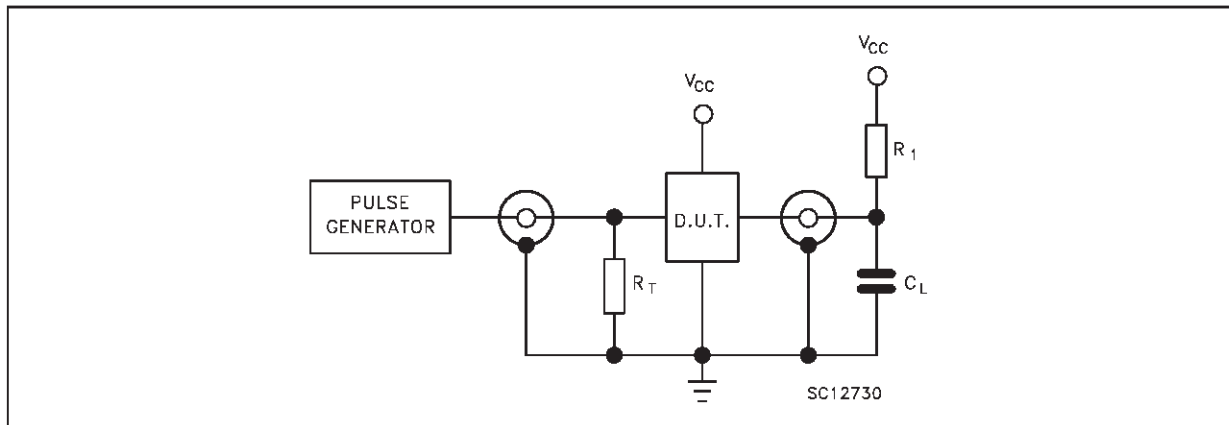 VCC
VCC
R1
PULSE
GENERATOR
D.U.T.
RT
CL
SC12730